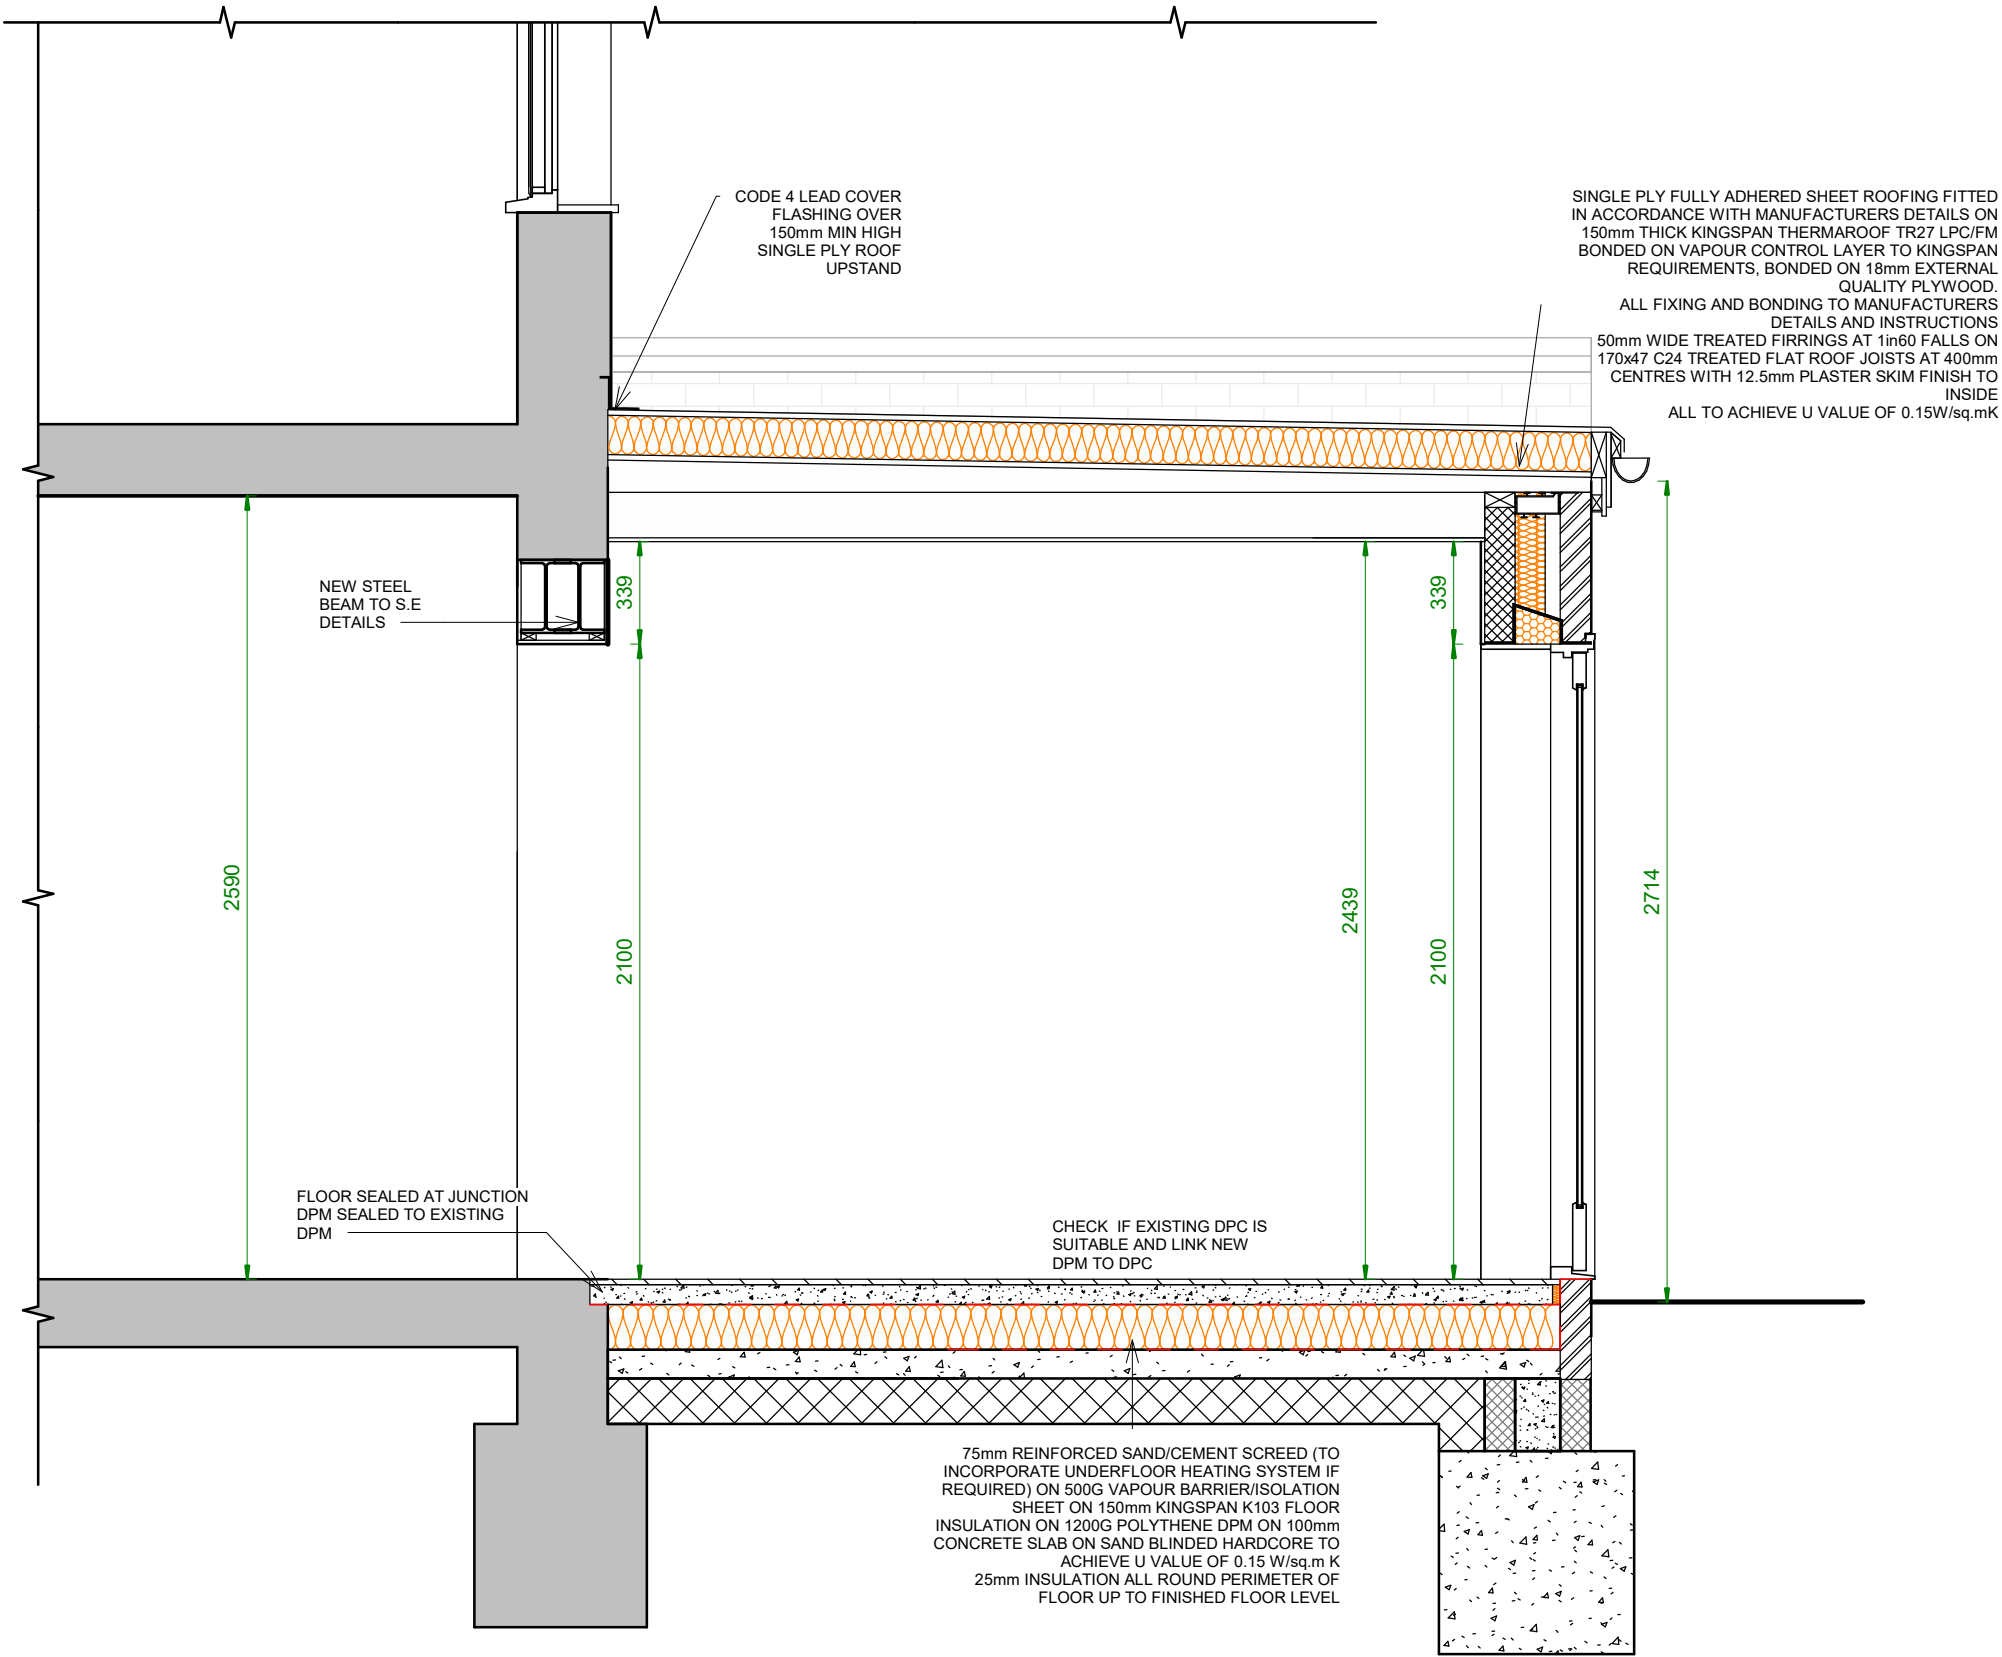 CODE 4 LEAD COVER
FLASHING OVER
150mm MIN HIGH
SINGLE PLY ROOF
UPSTAND
SINGLE PLY FULLY ADHERED SHEET ROOFING FITTED
IN ACCORDANCE WITH MANUFACTURERS DETAILS ON
150mm THICK KINGSPAN THERMAROOF TR27 LPC/FM
BONDED ON VAPOUR CONTROL LAYER TO KINGSPAN
REQUIREMENTS, BONDED ON 18mm EXTERNAL
QUALITY PLYWOOD.
ALL FIXING AND BONDING TO MANUFACTURERS
DETAILS AND INSTRUCTIONS
50mm WIDE TREATED FIRRINGS AT 1in60 FALLS ON
170x47 C24 TREATED FLAT ROOF JOISTS AT 400mm
CENTRES WITH 12.5mm PLASTER SKIM FINISH TO
INSIDE
ALL TO ACHIEVE U VALUE OF 0.15W/sq.mK
NEW STEEL
BEAM TO S.E
DETAILS
339
339
2590
2100
2439
2100
2714
FLOOR SEALED AT JUNCTION
DPM SEALED TO EXISTING
DPM
CHECK IF EXISTING DPC IS
SUITABLE AND LINK NEW
DPM TO DPC
75mm REINFORCED SAND/CEMENT SCREED (TO
INCORPORATE UNDERFLOOR HEATING SYSTEM IF
REQUIRED) ON 500G VAPOUR BARRIER/ISOLATION
SHEET ON 150mm KINGSPAN K103 FLOOR
INSULATION ON 1200G POLYTHENE DPM ON 100mm
CONCRETE SLAB ON SAND BLINDED HARDCORE TO
ACHIEVE U VALUE OF 0.15 W/sq.m K
25mm INSULATION ALL ROUND PERIMETER OF
FLOOR UP TO FINISHED FLOOR LEVEL